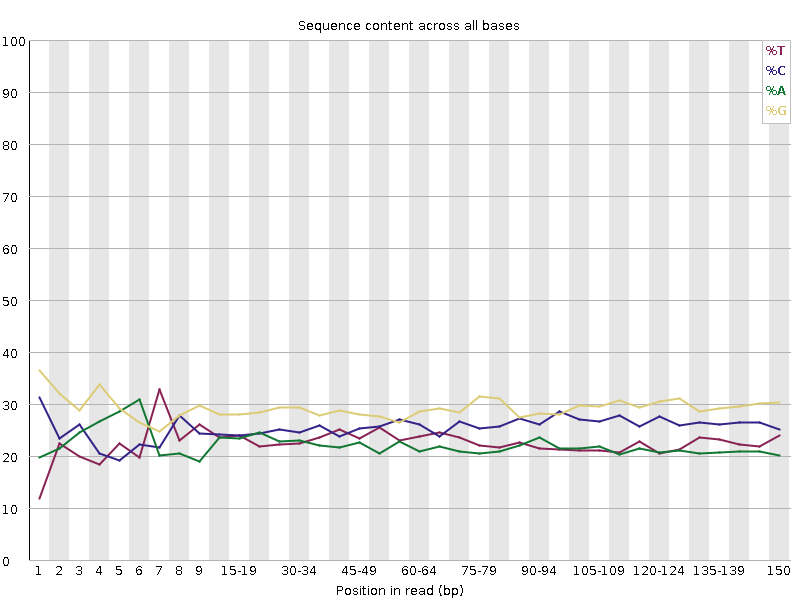 Sequence content across all bases
100
90
80
70
60
50
40
30
20
10
0
%T
%C
%A
%G
1 2 3 4 5 6 7 8 9 15-19 30-34 45-49 60-64 75-79 90-94 105-109 120-124 135-139 150
Position in read (bp)